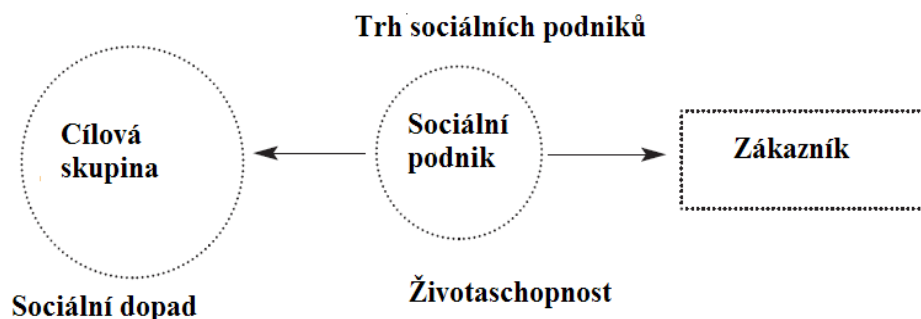 Trh sociálních podniků
Cílová
skupina
Sociální
podnik
Zákazník
Sociální dopad
Životaschopnost